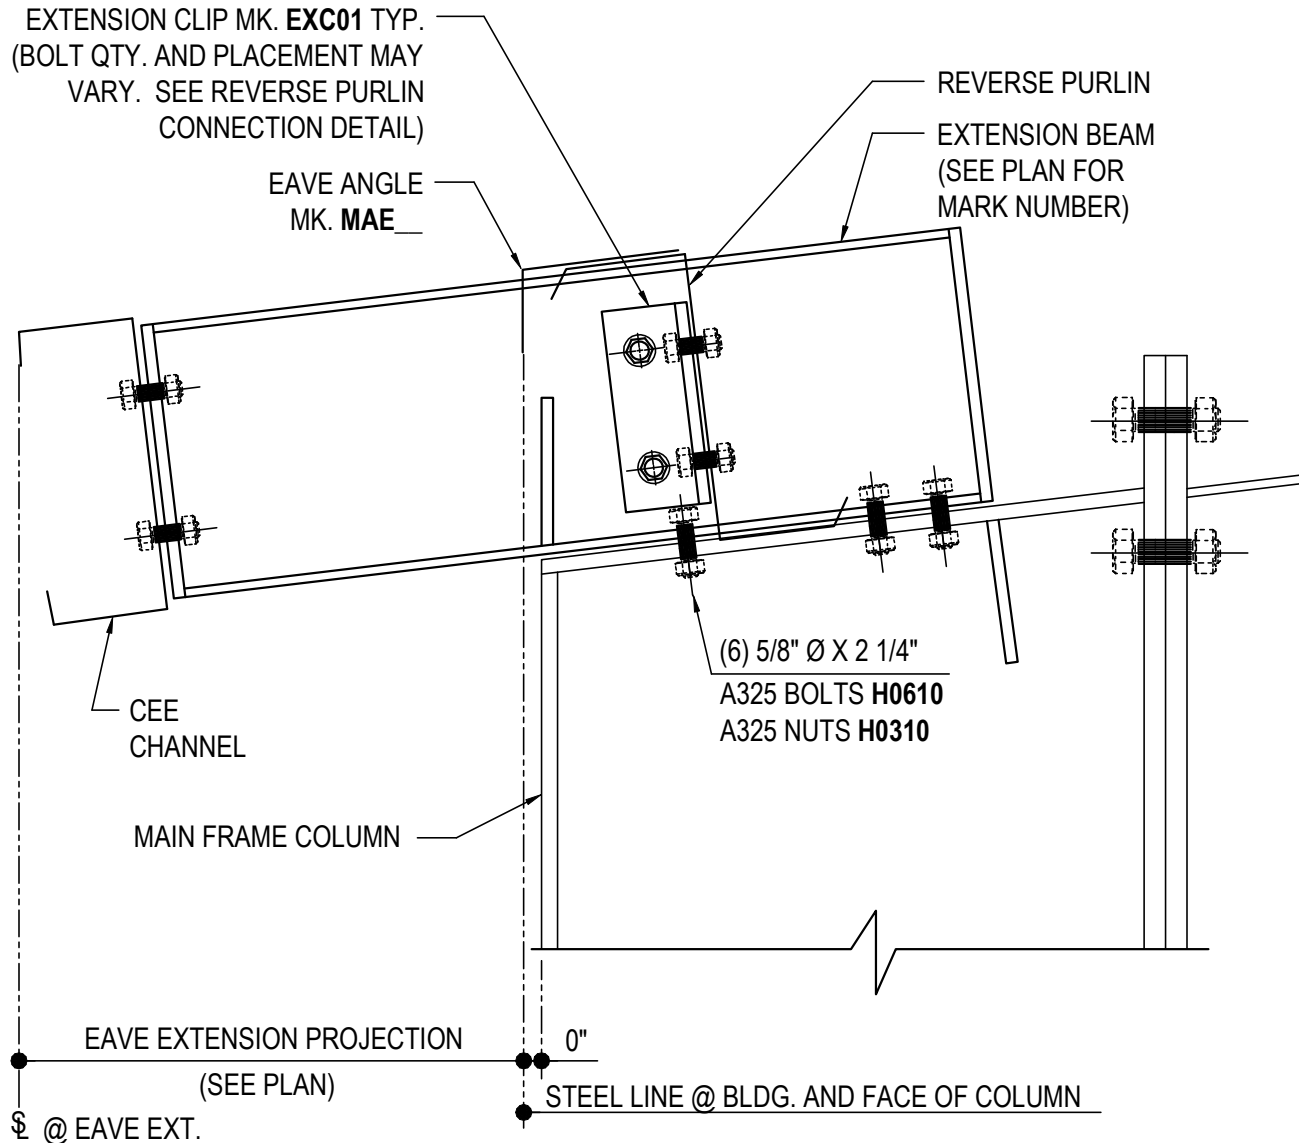 EXTENSION CLIP MK. EXC01 TYP.
(BOLT QTY. AND PLACEMENT MAY
VARY. SEE REVERSE PURLIN
CONNECTION DETAIL)
EAVE ANGLE
MK. MAE__
REVERSE PURLIN
EXTENSION BEAM
(SEE PLAN FOR
MARK NUMBER)
(6) 5/8" Ø X 2 1/4"
A325 BOLTS H0610
A325 NUTS H0310
CEE
CHANNEL
MAIN FRAME COLUMN
EAVE EXTENSION PROJECTION
(SEE PLAN)
0"
STEEL LINE @ BLDG. AND FACE OF COLUMN
@ EAVE EXT.